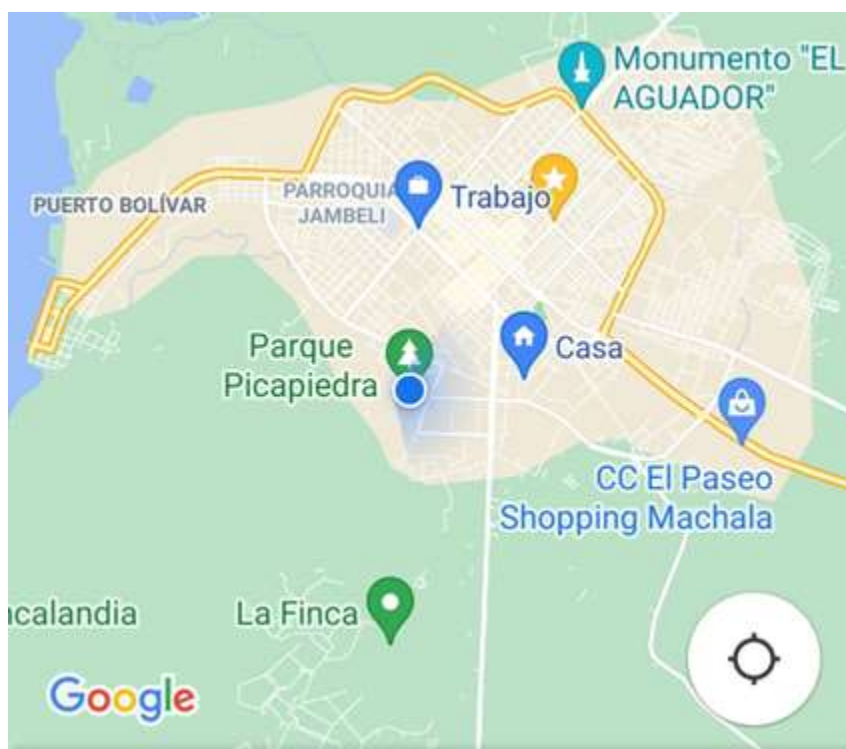 Monumento "EL
AGUADOR"
PARROQUIA
JAMBELI
Trabajo
PUERTO BOLÍVAR
Parque
Picapiedra
Casa
CC El Paseo
Shopping Machala
La Finca
ncalandia
Google